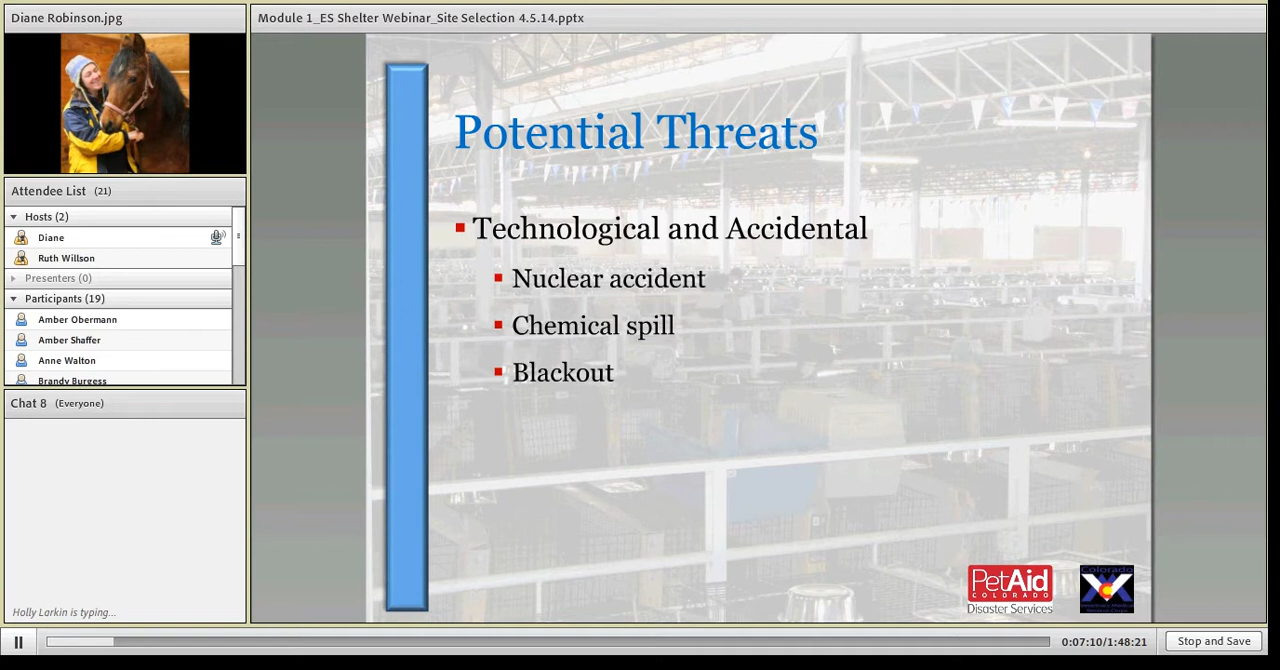 Diane Robinson.jpg
Module 1_ES Shelter Webinar_Site Selection 4.5.14.pptx
Attendee List (21)
Hosts (2)
Diane
Ruth Willson
Presenters (0)
Participants (19)
Amber Obermann
Amber Shaffer
Anne Walton
Brandy Burgess
Chat 8 (Everyone)
Holly Larkin is typing...
Potential Threats
Technological and Accidental
Nuclear accident
Chemical spill
Blackout
PetAid
COLORADO
Disaster Services
Colorado
0:07:10/1:48:21
Stop and Save